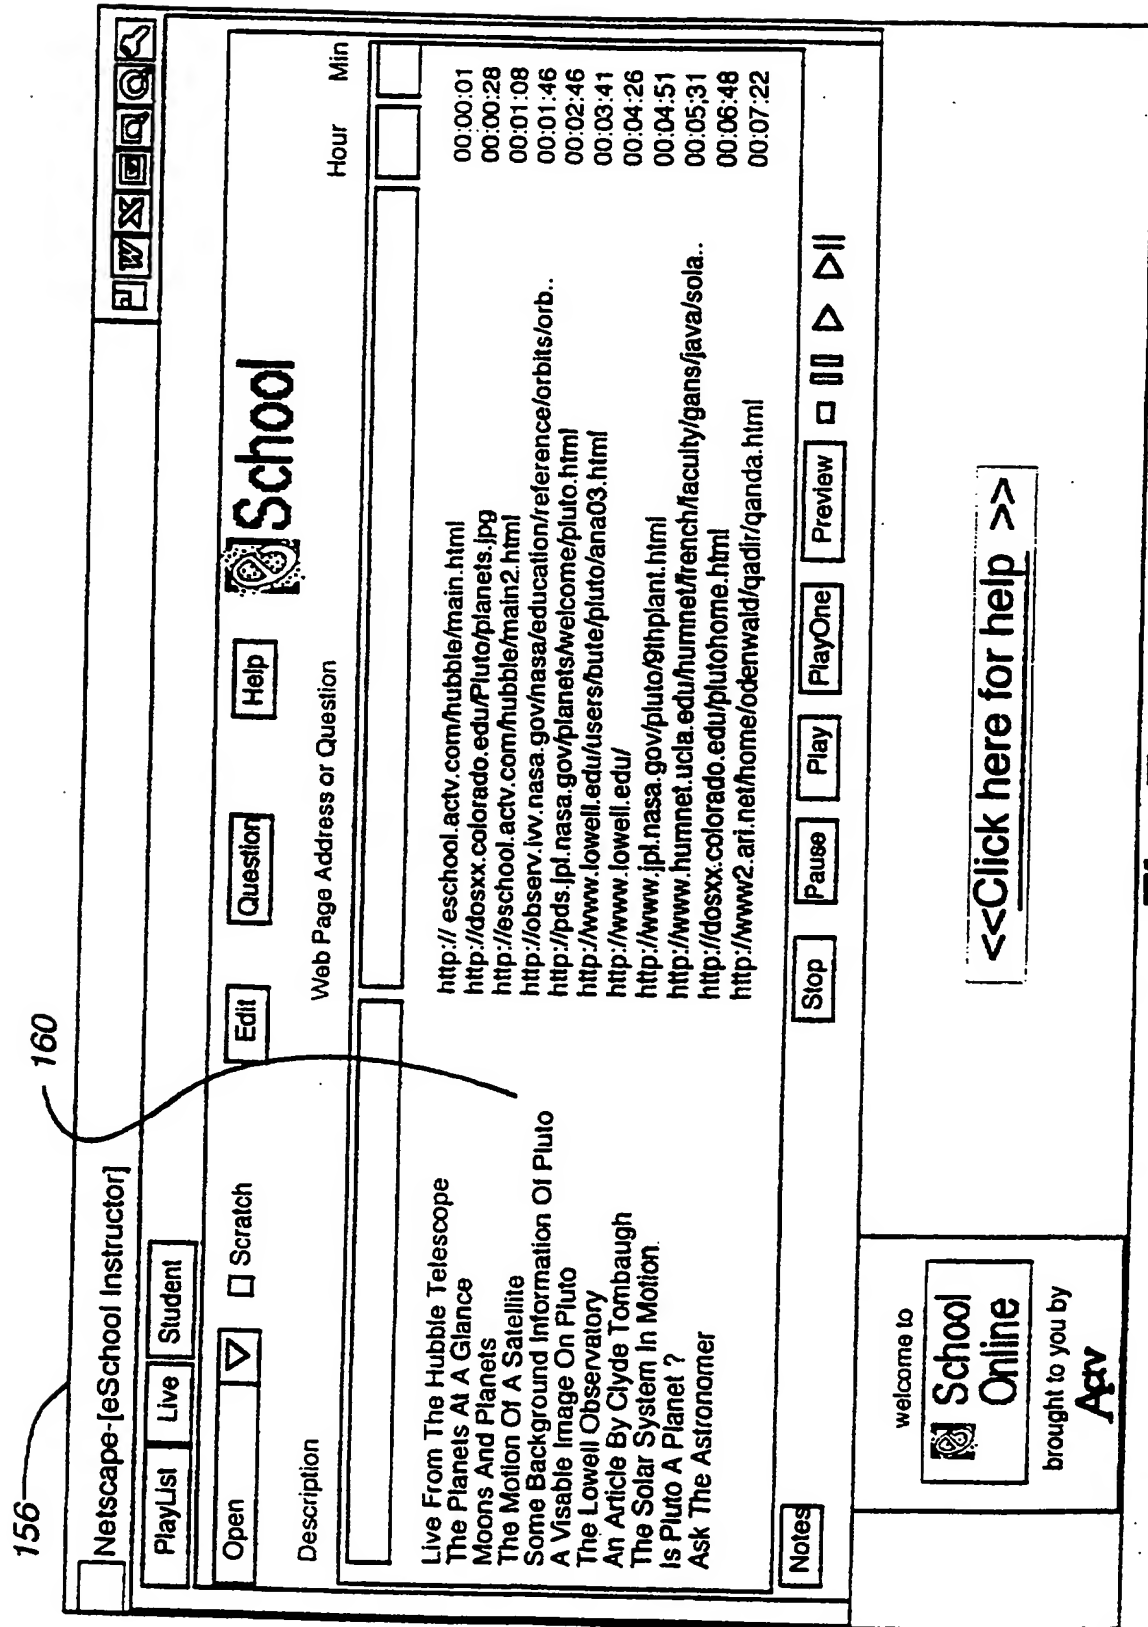 156
160
Netscape-[eSchool Instructor]
PlayList Live Student
Open Scratch Edit Question Help School
Description Web Page Address or Question Hour Min
Live From The Hubble Telescope http:// eschool.actv.com/hubble/main.html 00:00:01
The Planets At A Glance http://dosxx.colorado.edu/Pluto/planets.jpg 00:00:28
Moons And Planets http://eschool.actv.com/hubble/main2.html 00:01:08
The Motion Of A Satellite http://observ.ivv.nasa.gov/nasa/education/reference/orbits/orb.. 00:01:46
Some Background Information Of Pluto http://pds.jpl.nasa.gov/planets/welcome/pluto.html 00:02:46
A Visable Image On Pluto http://www.lowell.edu/users/bute/pluto/ana03.html 00:03:41
The Lowell Observatory http://www.lowell.edu/ 00:04:26
An Article By Clyde Tombaugh http://www.jpl.nasa.gov/pluto/9thplant.html 00:04:51
The Solar System In Motion. http://www.humnet.ucla.edu/humnet/french/faculty/gans/java/sola.. 00:05;31
Is Pluto A Planet ? http://dosxx.colorado.edu/plutohome.html 00:06:48
Ask The Astronomer http://www2.ari.net/home/odenwald/qadir/qanda.html 00:07:22
Notes Stop Pause Play PlayOne Preview
welcome to
School
Online
brought to you by
Actv
<<Click here for help >>